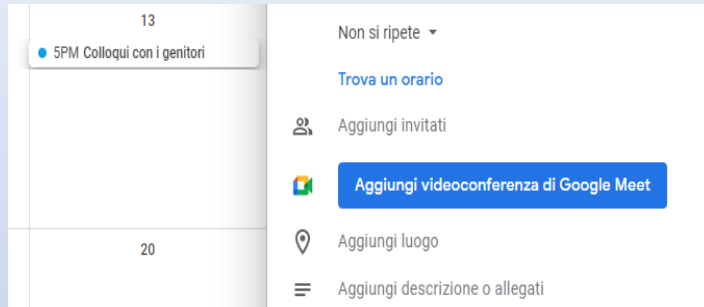 13
5PM Colloqui con i genitori
20
Non si ripete
Trova un orario
Aggiungi invitati
Aggiungi videoconferenza di Google Meet
Aggiungi luogo
Aggiungi descrizione o allegati